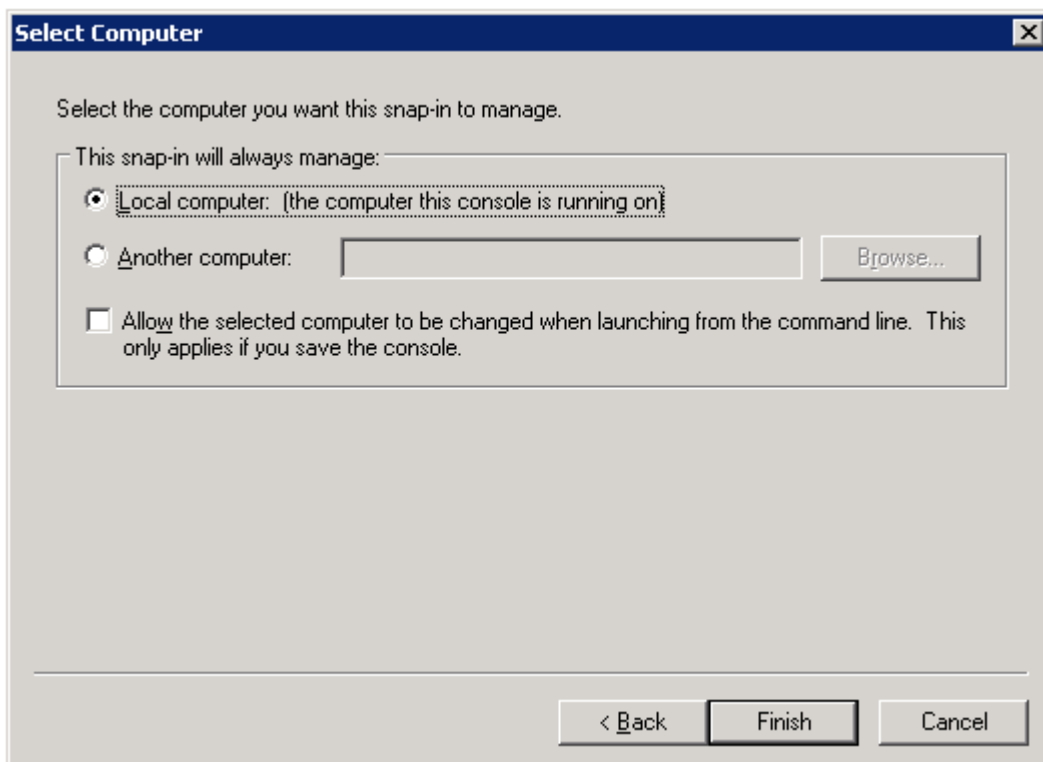 Select Computer
Select the computer you want this snap-in to manage.
This snap-in will always manage:
Local computer:  (the computer this console is running on)
Another computer:
Browse...
Allow the selected computer to be changed when launching from the command line.  This
only applies if you save the console.
< Back
Finish
Cancel